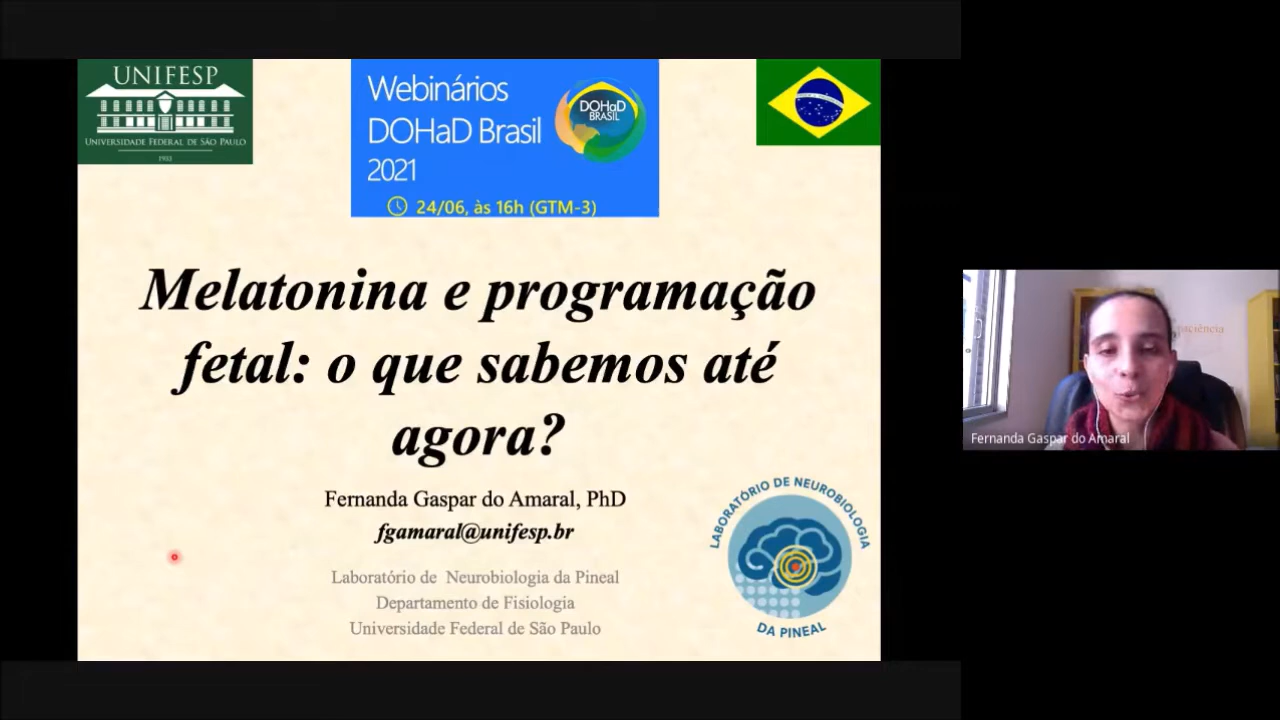 UNIFESP
UNIVERSIDADE FEDERAL DE SÃO PAULO
1933
Webinários
DOHaD Brasil
2021
DOHaD
BRASIL
24/06, às 16h (GTM-3)
Melatonina e programação
fetal: o que sabemos até
agora?
Fernanda Gaspar do Amaral, PhD
fgamaral@unifesp.br
Laboratório de Neurobiologia da Pineal
Departamento de Fisiologia
Universidade Federal de São Paulo
LABORATÓRIO DE NEUROBIOLOGIA
DA PINEAL
Fernanda Gaspar do Amaral